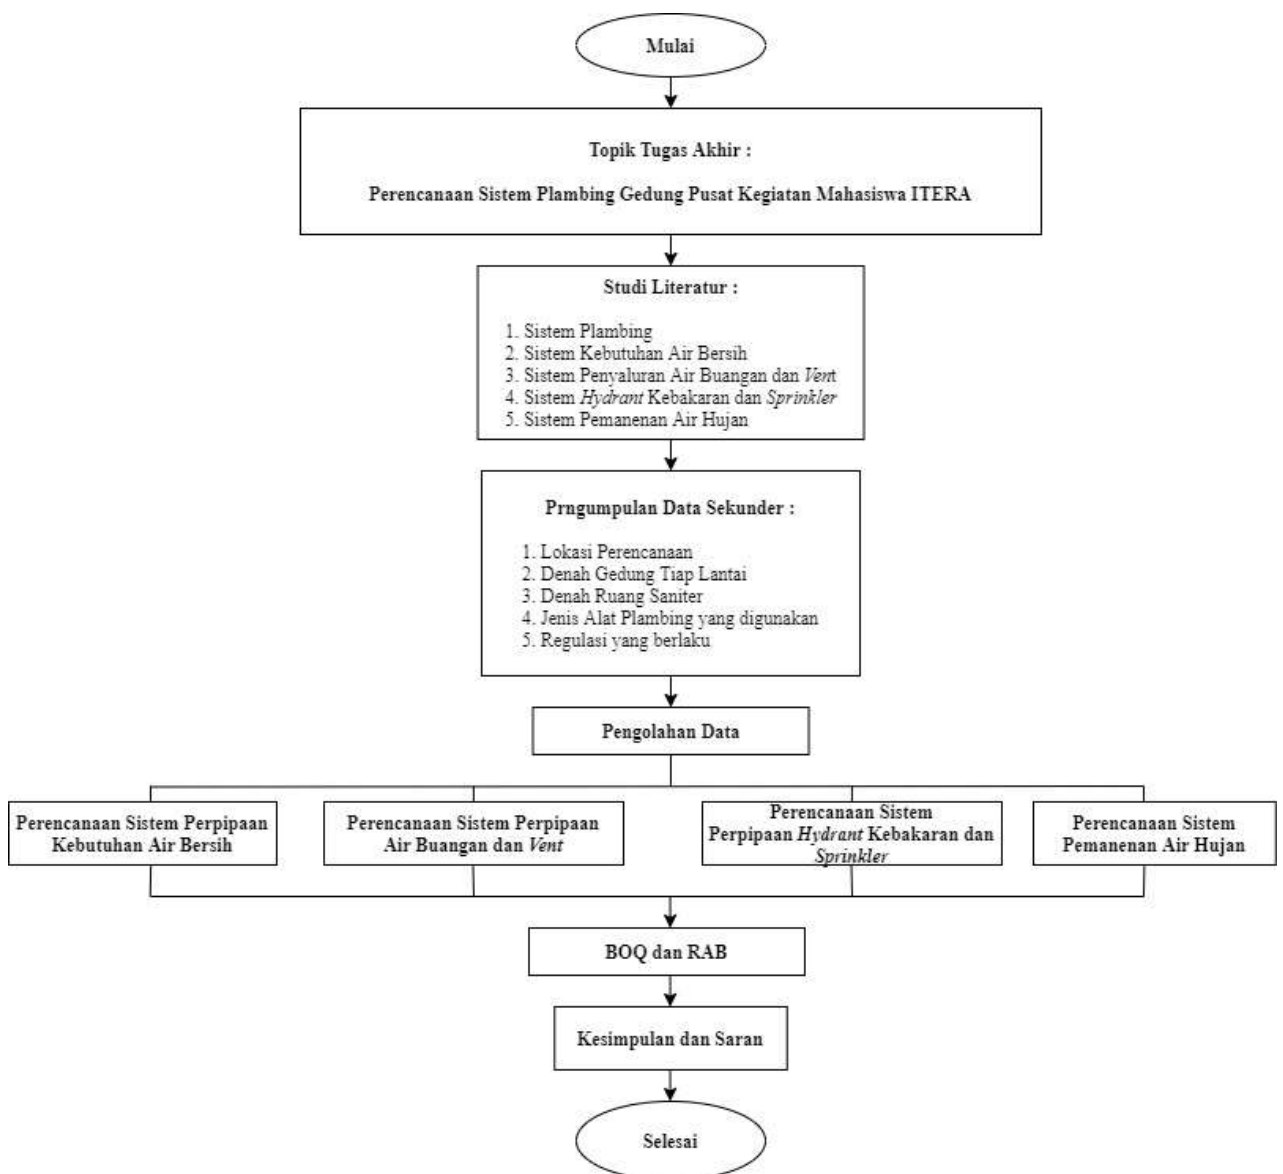 Mulai
Topik Tugas Akhir :
Perencanaan Sistem Plambing Gedung Pusat Kegiatan Mahasiswa ITERA
Studi Literatur :
1. Sistem Plambing
2. Sistem Kebutuhan Air Bersih
3. Sistem Penyaluran Air Buangan dan Vent
4. Sistem Hydrant Kebakaran dan Sprinkler
5. Sistem Pemanenan Air Hujan
Prngumpulan Data Sekunder :
1. Lokasi Perencanaan
2. Denah Gedung Tiap Lantai
3. Denah Ruang Saniter
4. Jenis Alat Plambing yang digunakan
5. Regulasi yang berlaku
Pengolahan Data
Perencanaan Sistem Perpipaan
Kebutuhan Air Bersih
Perencanaan Sistem Perpipaan
Air Buangan dan Vent
Perencanaan Sistem
Perpipaan Hydrant Kebakaran dan
Sprinkler
Perencanaan Sistem
Pemanenan Air Hujan
BOQ dan RAB
Kesimpulan dan Saran
Selesai